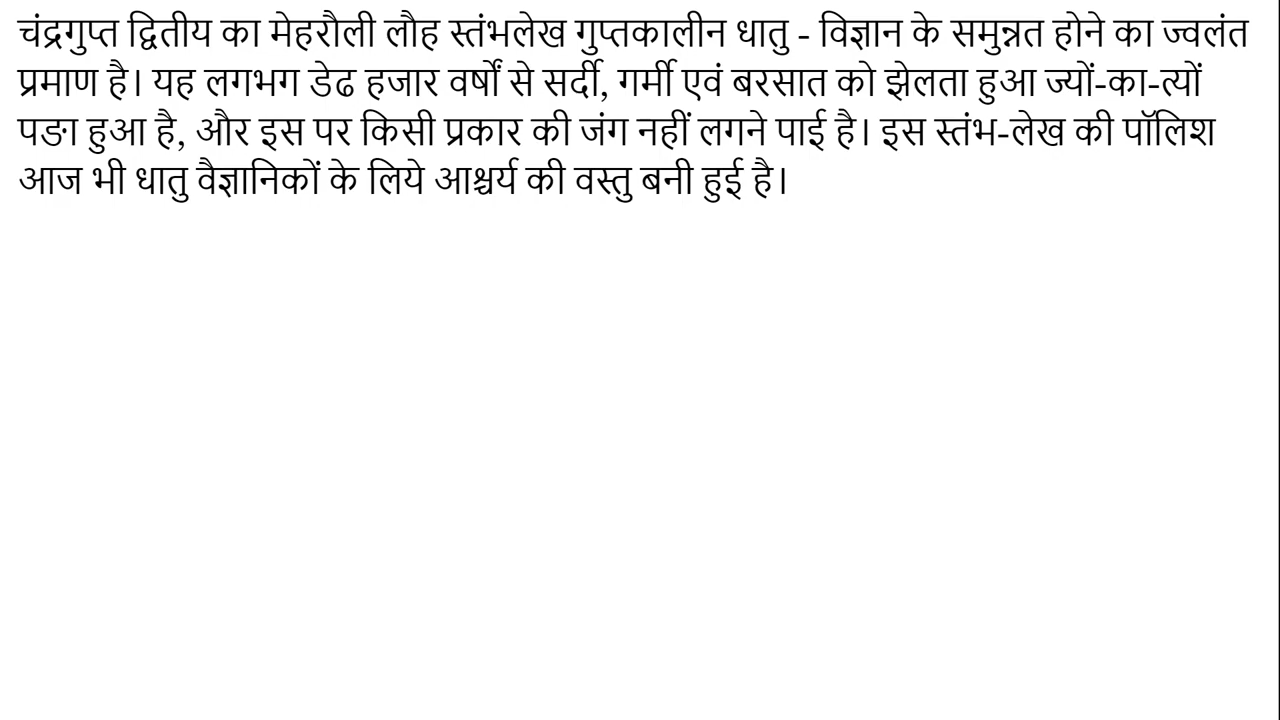 चंद्रगुप्त द्वितीय का मेहरौली लौह स्तंभलेख गुप्तकालीन धातु - विज्ञान के समुन्नत होने का ज्वलंत
प्रमाण है। यह लगभग डेढ हजार वर्षों से सर्दी, गर्मी एवं बरसात को झेलता हुआ ज्यों-का-त्यों
पङा हुआ है, और इस पर किसी प्रकार की जंग नहीं लगने पाई है। इस स्तंभ-लेख की पॉलिश
आज भी धातु वैज्ञानिकों के लिये आश्चर्य की वस्तु बनी हुई है।